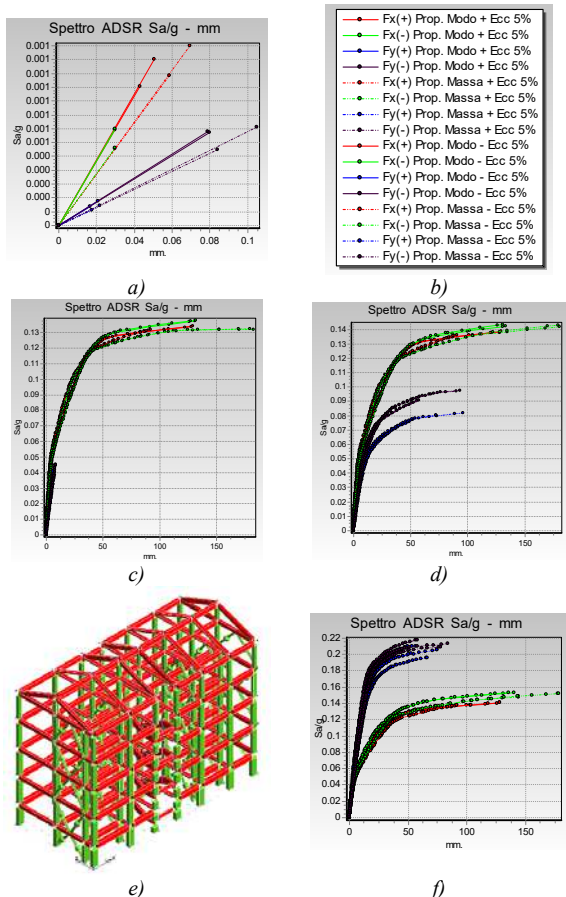 Spettro ADSR Sa/g - mm
0.001
0.001
0.001
0.001
0.001
0.001
0.001
0.001
0.000
0.000
0.000
0
0
Sa/g
0 0.02 0.04 0.06 0.08 0.1
mm.
a)
Fx(+) Prop. Modo + Ecc 5%
Fx(-) Prop. Modo + Ecc 5%
Fy(+) Prop. Modo + Ecc 5%
Fy(-) Prop. Modo + Ecc 5%
Fx(+) Prop. Massa + Ecc 5%
Fx(-) Prop. Massa + Ecc 5%
Fy(+) Prop. Massa + Ecc 5%
Fy(-) Prop. Massa + Ecc 5%
Fx(+) Prop. Modo - Ecc 5%
Fx(-) Prop. Modo - Ecc 5%
Fy(+) Prop. Modo - Ecc 5%
Fy(-) Prop. Modo - Ecc 5%
Fx(+) Prop. Massa - Ecc 5%
Fx(-) Prop. Massa - Ecc 5%
Fy(+) Prop. Massa - Ecc 5%
Fy(-) Prop. Massa - Ecc 5%
b)
Spettro ADSR Sa/g - mm
0.13
0.12
0.11
0.1
0.09
0.08
0.07
0.06
0.05
0.04
0.03
0.02
0.01
0
Sa/g
0 50 100 150
mm.
c)
Spettro ADSR Sa/g - mm
0.14
0.13
0.12
0.11
0.1
0.09
0.08
0.07
0.06
0.05
0.04
0.03
0.02
0.01
0
Sa/g
0 50 100 150
mm.
d)
e)
Spettro ADSR Sa/g - mm
0.22
0.2
0.18
0.16
0.14
0.12
0.1
0.08
0.06
0.04
0.02
0
Sa/g
0 50 100 150
mm.
f)